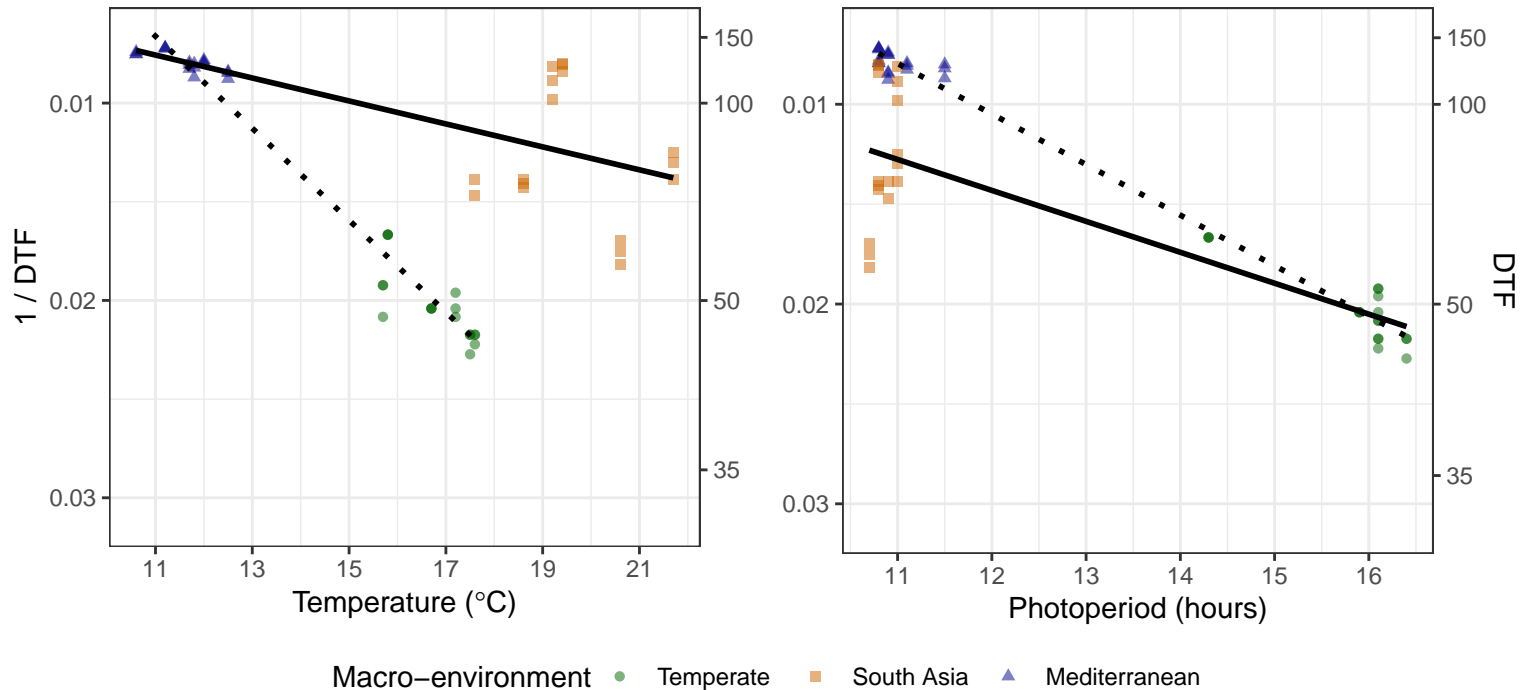 1 / DTF
0.01
0.02
0.03
150
100
50
35
11 13 15 17 19 21
Temperature (°C)
0.01
0.02
0.03
150
100
50
35
DTF
11 12 13 14 15 16
Photoperiod (hours)
Macro−environment Temperate South Asia Mediterranean